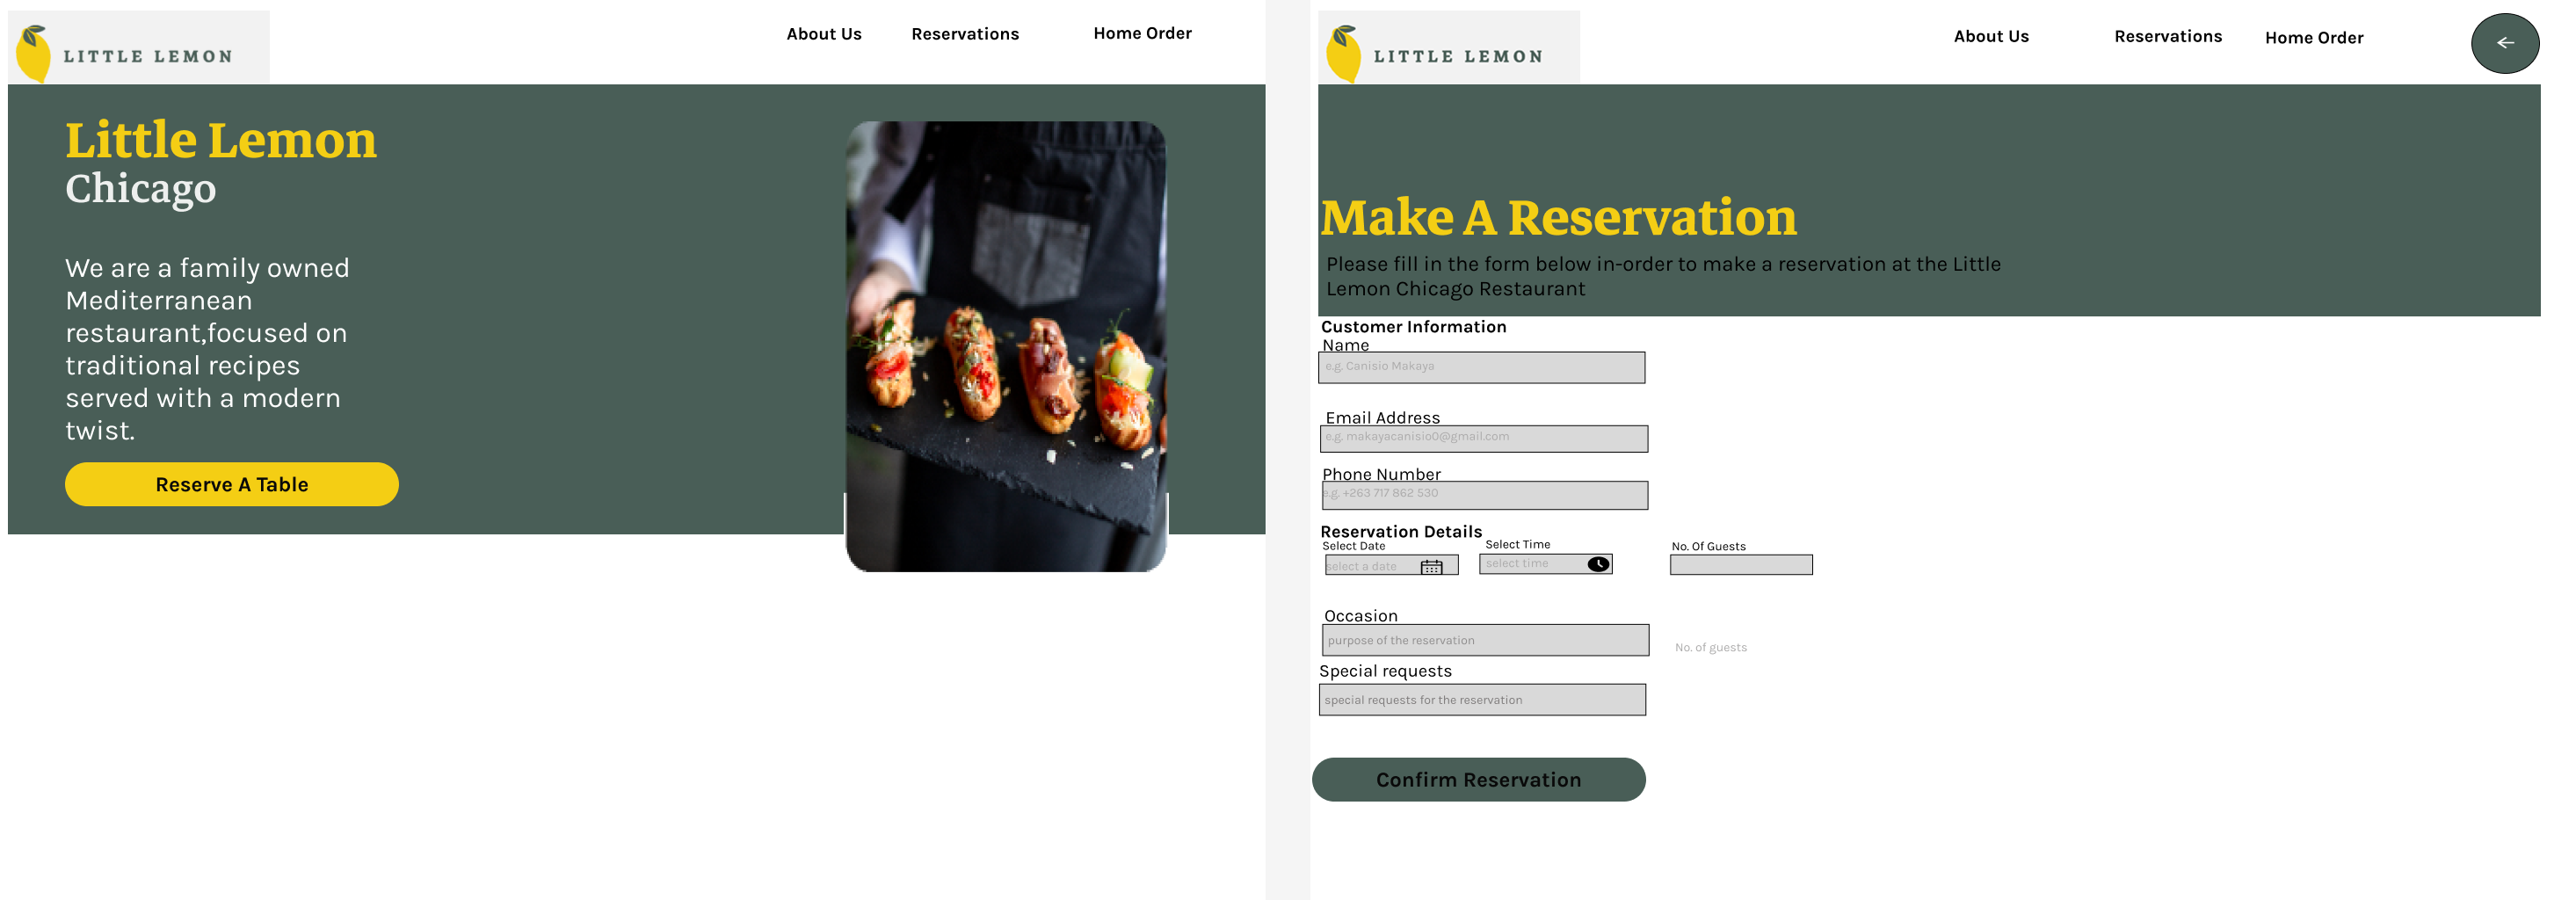 LITTLE LEMON
About Us
Reservations
Home Order
Little Lemon
Chicago
We are a family owned
Mediterranean
restaurant,focused on
traditional recipes
served with a modern
twist.
Reserve A Table
LITTLE LEMON
About Us
Reservations
Home Order
Make A Reservation
Please fill in the form below in-order to make a reservation at the Little
Lemon Chicago Restaurant
Customer Information
Name
e.g. Canisio Makaya
Email Address
e.g. makayacanisio0@gmail.com
Phone Number
e.g. +263 717 862 530
Reservation Details
Select Date
Select Time
No. Of Guests
select a date
select time
Occasion
purpose of the reservation
No. of guests
Special requests
special requests for the reservation
Confirm Reservation